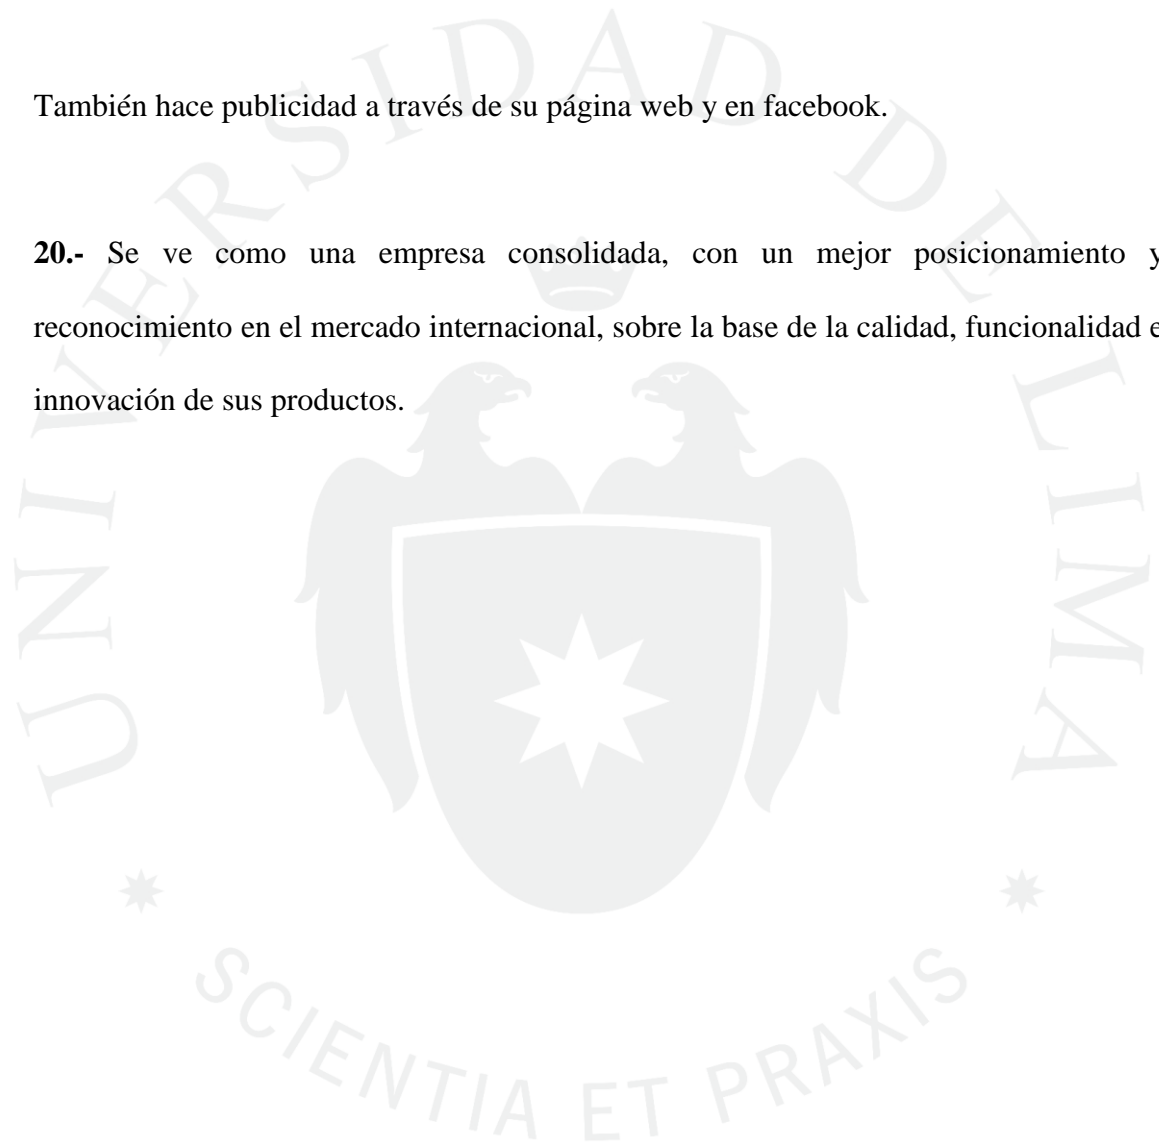 También hace publicidad a través de su página web y en facebook.
20.- Se ve como una empresa consolidada, con un mejor posicionamiento y
reconocimiento en el mercado internacional, sobre la base de la calidad, funcionalidad e
innovación de sus productos.
UNIVERSIDAD DE LIMA
SCIENTIA ET PRAXIS